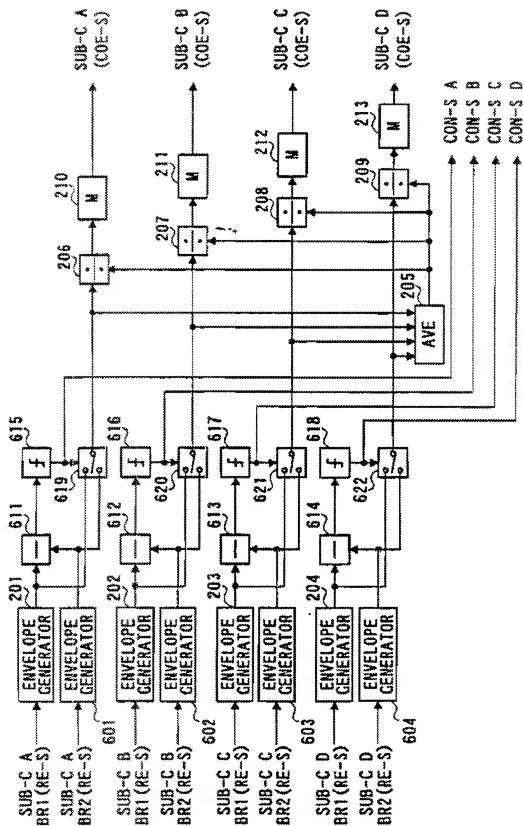 SUB-C A
BR1(RE-S)
ENVELOPE
GENERATOR
201
SUB-C A
BR2(RE-S)
ENVELOPE
GENERATOR
601
611
615
619
206
210
M
SUB-C A
(COE-S)
SUB-C B
BR1(RE-S)
ENVELOPE
GENERATOR
202
SUB-C B
BR2(RE-S)
ENVELOPE
GENERATOR
602
612
616
620
207
211
M
SUB-C B
(COE-S)
SUB-C C
BR1(RE-S)
ENVELOPE
GENERATOR
203
SUB-C C
BR2(RE-S)
ENVELOPE
GENERATOR
603
613
617
621
208
212
M
SUB-C C
(COE-S)
SUB-C D
BR1(RE-S)
ENVELOPE
GENERATOR
204
SUB-C D
BR2(RE-S)
ENVELOPE
GENERATOR
604
614
618
622
209
213
M
SUB-C D
(COE-S)
205
AVE
CON-S A
CON-S B
CON-S C
CON-S D